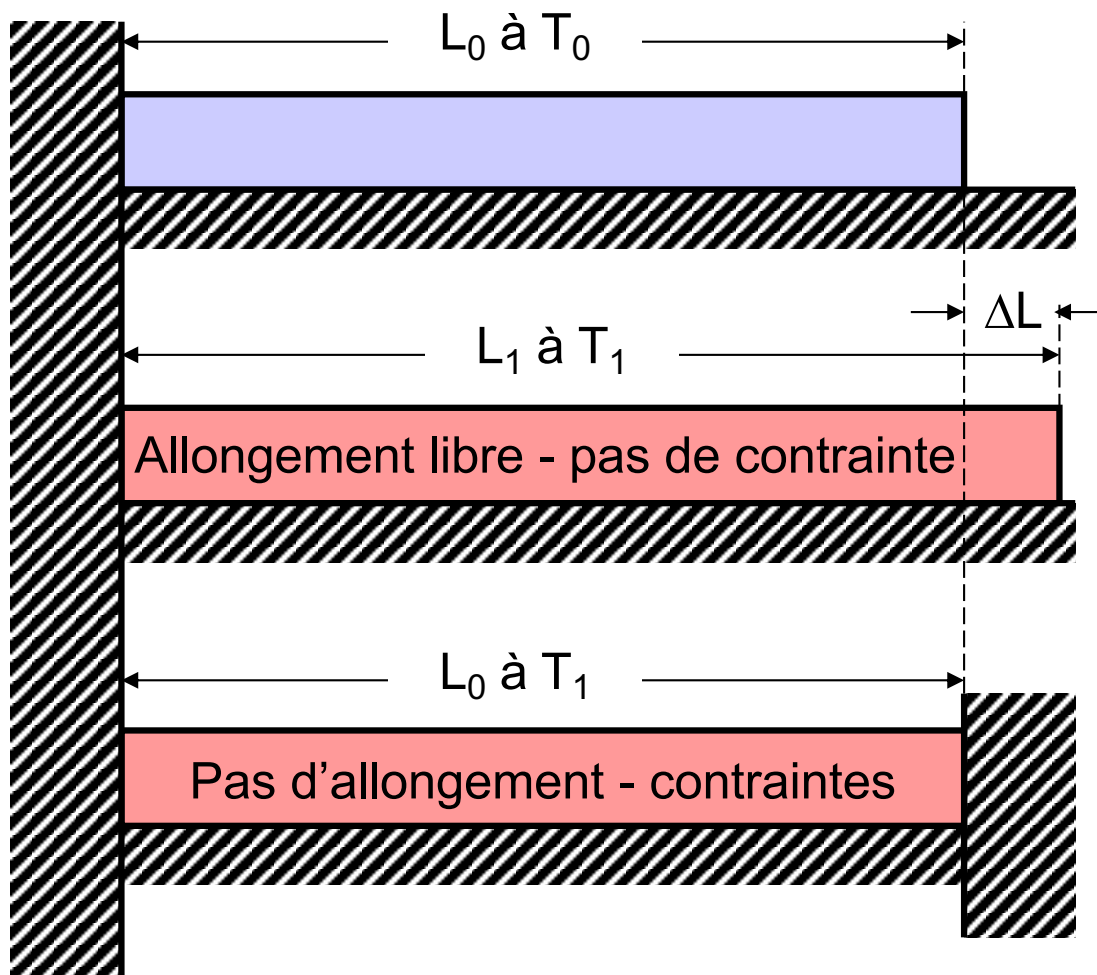 L₀ à T₀
ΔL
L₁ à T₁
Allongement libre - pas de contrainte
L₀ à T₁
Pas d’allongement - contraintes